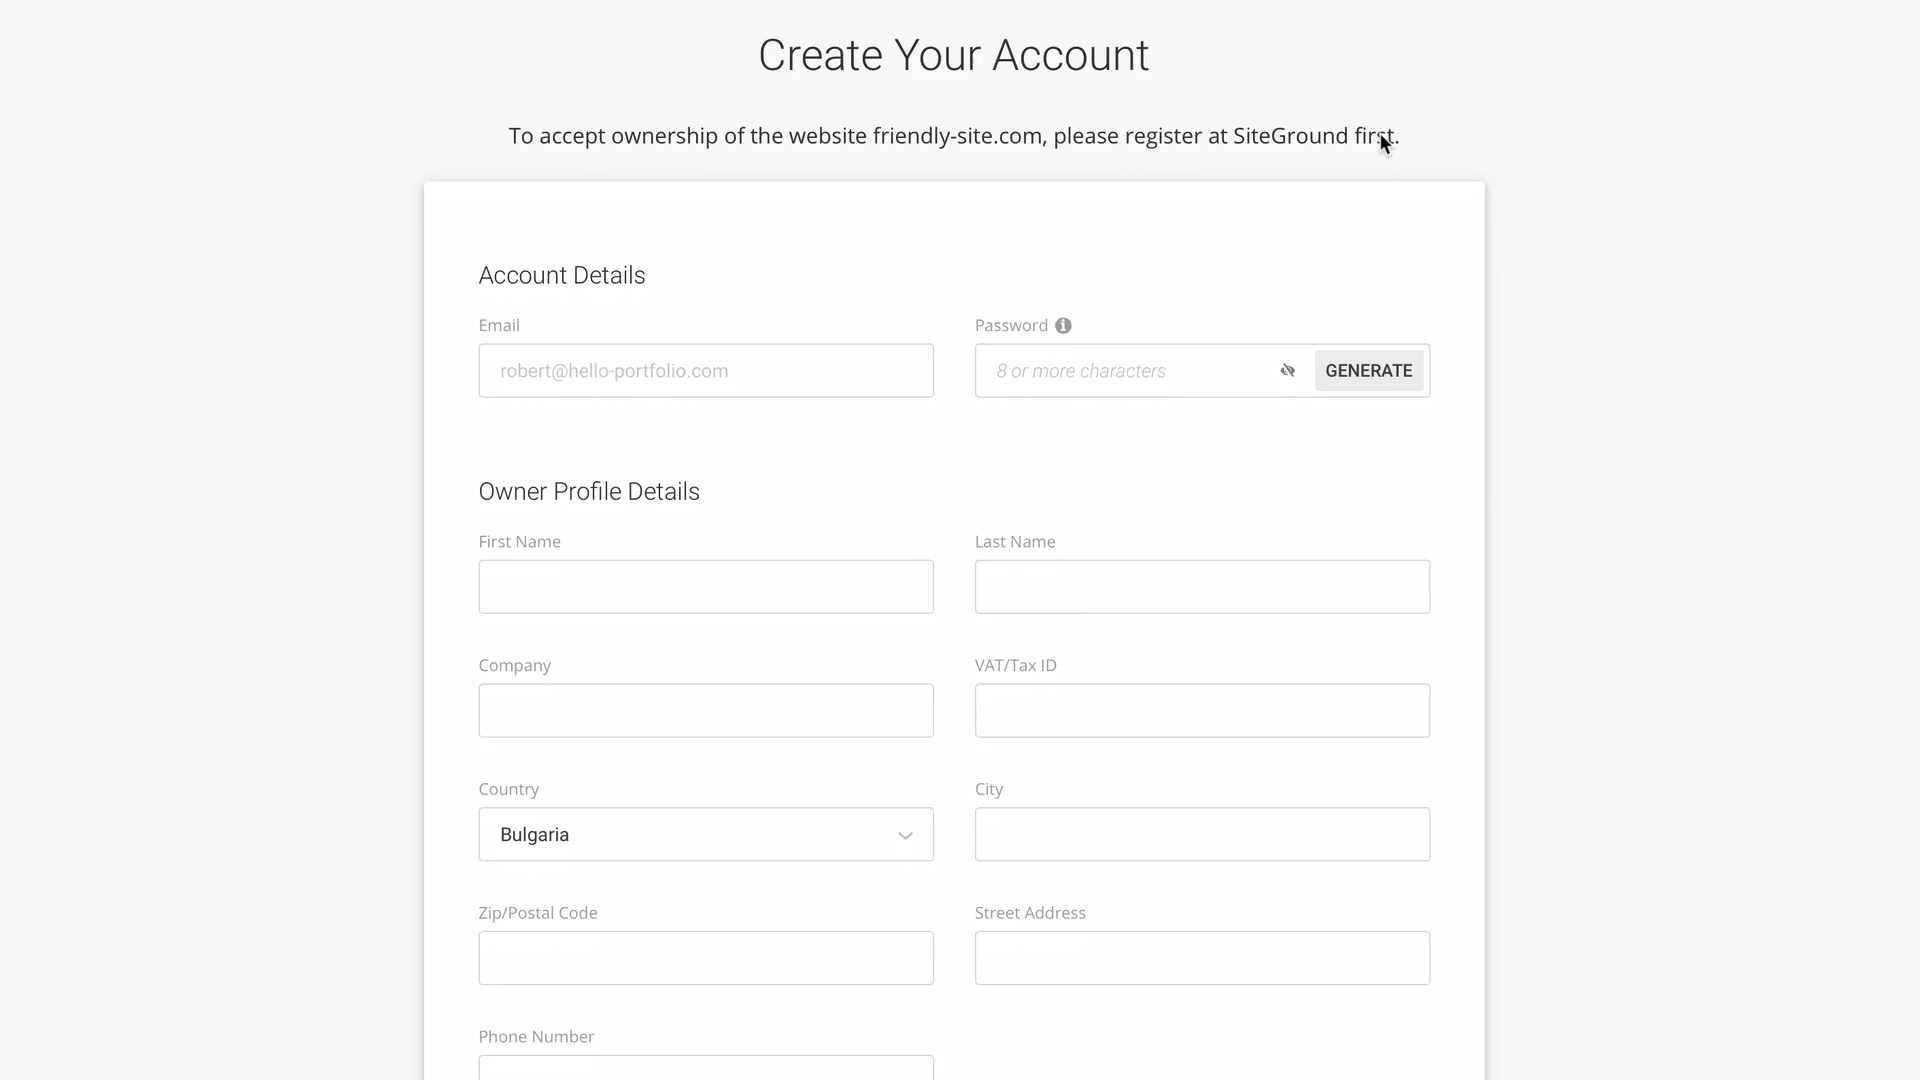 Create Your Account
To accept ownership of the website friendly-site.com, please register at SiteGround first.
Account Details
Email
Password
robert@hello-portfolio.com
8 or more characters
GENERATE
Owner Profile Details
First Name
Last Name
Company
VAT/Tax ID
Country
City
Bulgaria
Zip/Postal Code
Street Address
Phone Number